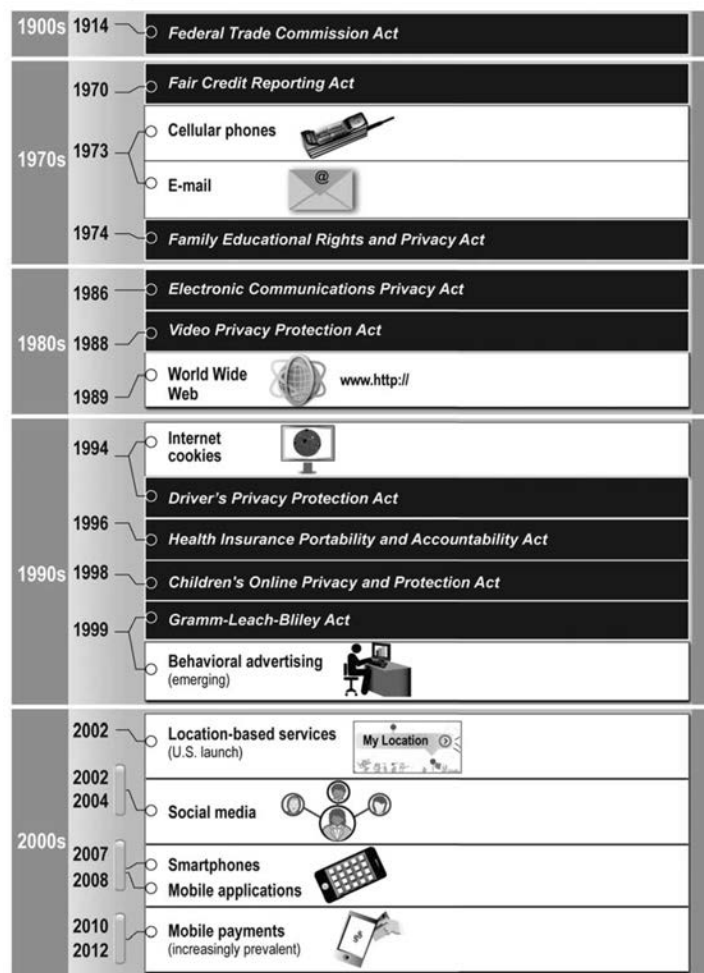 1900s
1914
Federal Trade Commission Act
1970s
1970
Fair Credit Reporting Act
1973
Cellular phones
E-mail
@
1974
Family Educational Rights and Privacy Act
1980s
1986
Electronic Communications Privacy Act
1988
Video Privacy Protection Act
1989
World Wide
Web
www.http://
1990s
1994
Internet
cookies
Driver's Privacy Protection Act
1996
Health Insurance Portability and Accountability Act
1998
Children's Online Privacy and Protection Act
1999
Gramm-Leach-Bliley Act
Behavioral advertising
(emerging)
2000s
2002
Location-based services
(U.S. launch)
My Location
2002
2004
Social media
2007
2008
Smartphones
Mobile applications
2010
2012
Mobile payments
(increasingly prevalent)